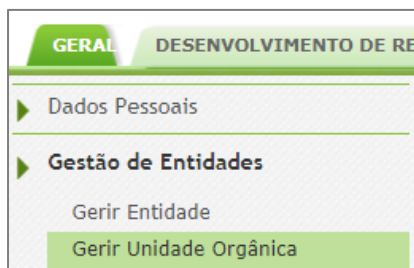 GERAL DESENVOLVIMENTO DE RE
Dados Pessoais
Gestão de Entidades
Gerir Entidade
Gerir Unidade Orgânica